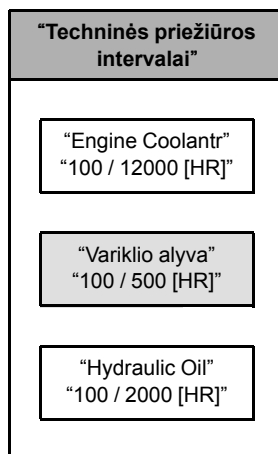 “Techninės priežiūros
intervalai”
“Engine Coolantr”
“100 / 12000 [HR]”
“Variklio alyva”
“100 / 500 [HR]”
“Hydraulic Oil”
“100 / 2000 [HR]”